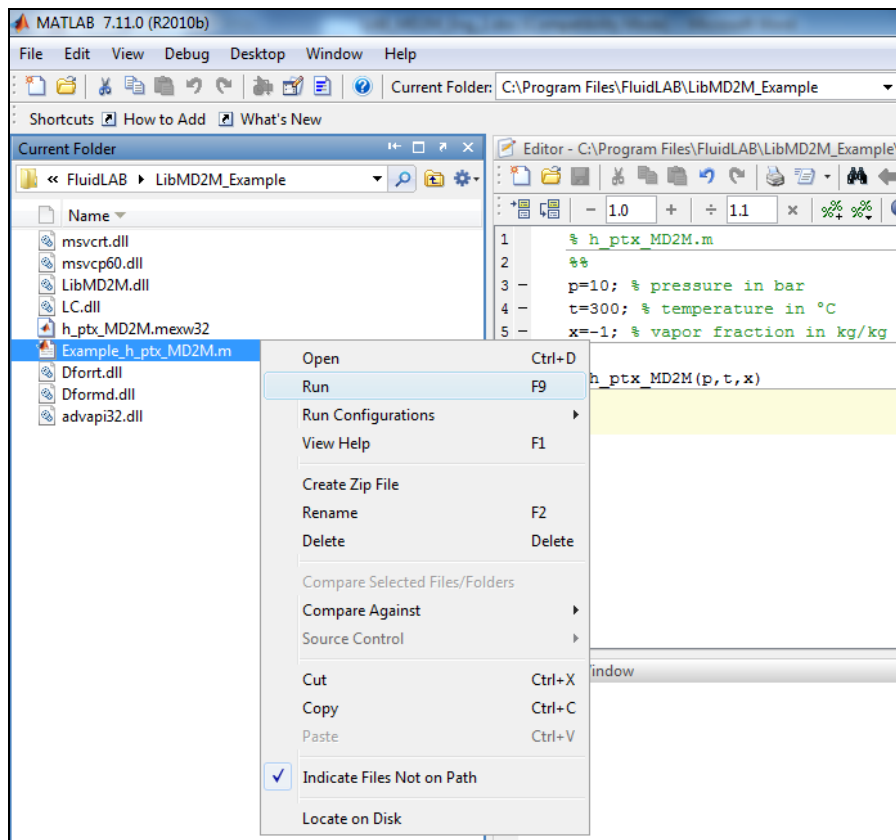 MATLAB 7.11.0 (R2010b)
File Edit View Debug Desktop Window Help
Current Folder: C:\Program Files\FluidLAB\LibMD2M_Example
Shortcuts How to Add What's New
Current Folder
« FluidLAB LibMD2M_Example
Name
msvcrt.dll
msvcp60.dll
LibMD2M.dll
LC.dll
h_ptx_MD2M.mexw32
Example_h_ptx_MD2M.m
Dforrt.dll
Dformd.dll
advapi32.dll
Open Ctrl+D
Run F9
Run Configurations
View Help F1
Create Zip File
Rename F2
Delete Delete
Compare Selected Files/Folders
Compare Against
Source Control
Cut Ctrl+X
Copy Ctrl+C
Paste Ctrl+V
Indicate Files Not on Path
Locate on Disk
Editor - C:\Program Files\FluidLAB\LibMD2M_Example\
− 1.0 + ÷ 1.1 ×
1 % h_ptx_MD2M.m
2 %%
3 − p=10; % pressure in bar
4 − t=300; % temperature in °C
5 − x=-1; % vapor fraction in kg/kg
h_ptx_MD2M(p,t,x)
indow